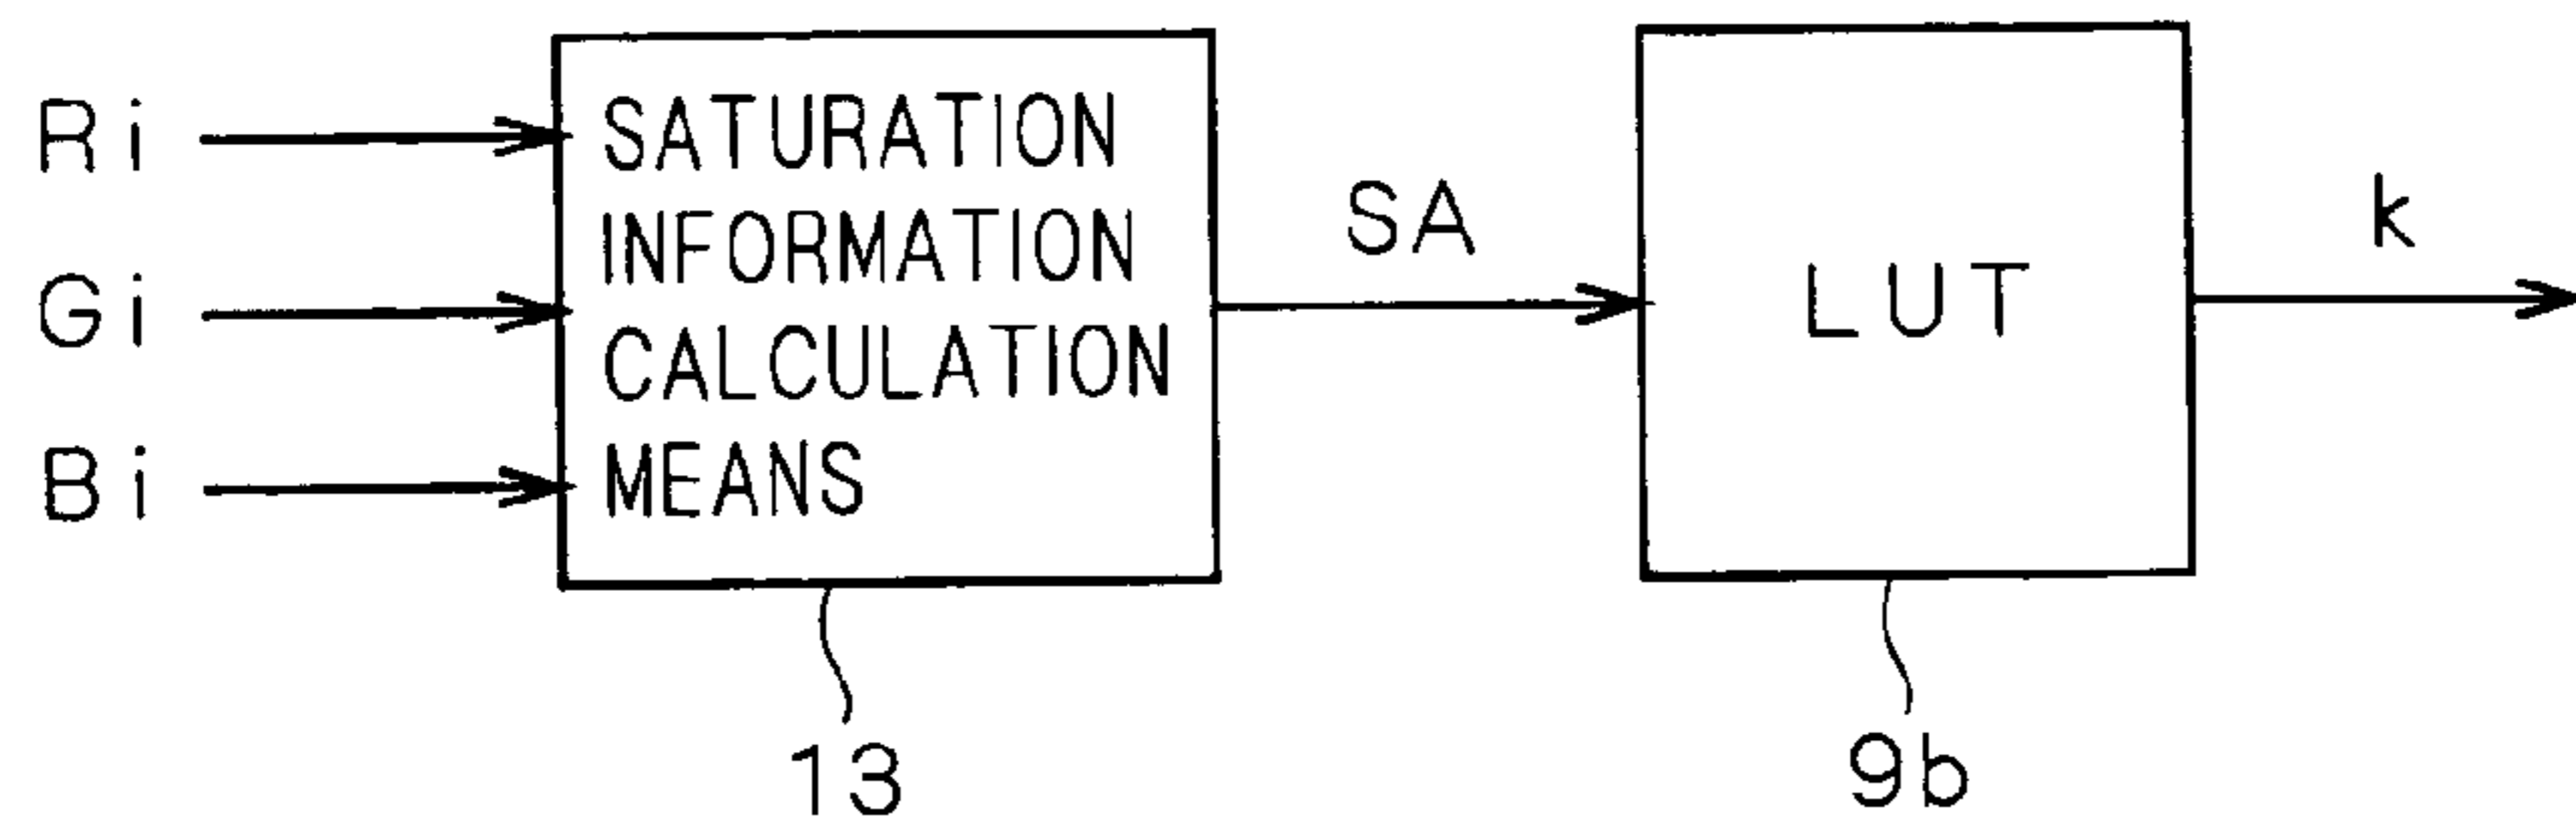 Ri
Gi
Bi
SATURATION
INFORMATION
CALCULATION
MEANS
SA
LUT
k
13
9b